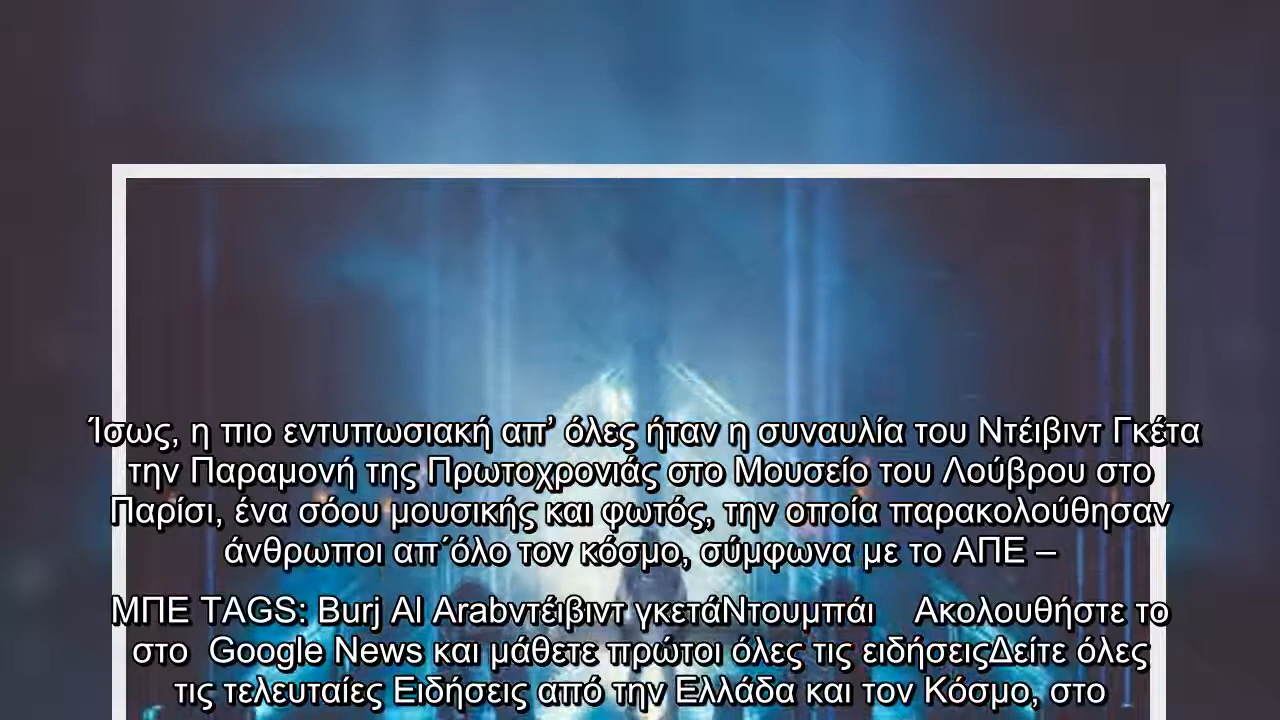 Ίσως, η πιο εντυπωσιακή απ’ όλες ήταν η συναυλία του Ντέιβιντ Γκέτα
την Παραμονή της Πρωτοχρονιάς στο Μουσείο του Λούβρου στο
Παρίσι, ένα σόου μουσικής και φωτός, την οποία παρακολούθησαν
άνθρωποι απ΄όλο τον κόσμο, σύμφωνα με το ΑΠΕ –
ΜΠΕ TAGS: Burj Al Arabντέιβιντ γκετάΝτουμπάι    Ακολουθήστε το
στο  Google News και μάθετε πρώτοι όλες τις ειδήσειςΔείτε όλες
τις τελευταίες Ειδήσεις από την Ελλάδα και τον Κόσμο, στο